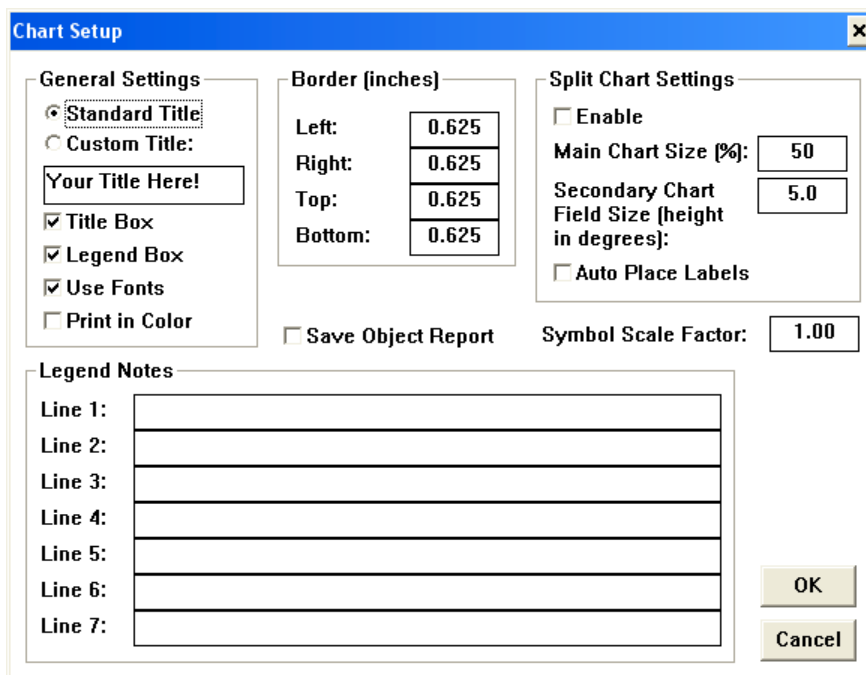 Chart Setup
General Settings
Standard Title
Custom Title:
Your Title Here!
Title Box
Legend Box
Use Fonts
Print in Color
Border (inches)
Left: 0.625
Right: 0.625
Top: 0.625
Bottom: 0.625
Split Chart Settings
Enable
Main Chart Size (%): 50
Secondary Chart 5.0
Field Size (height
in degrees):
Auto Place Labels
Save Object Report
Symbol Scale Factor: 1.00
Legend Notes
Line 1:
Line 2:
Line 3:
Line 4:
Line 5:
Line 6:
Line 7:
OK
Cancel